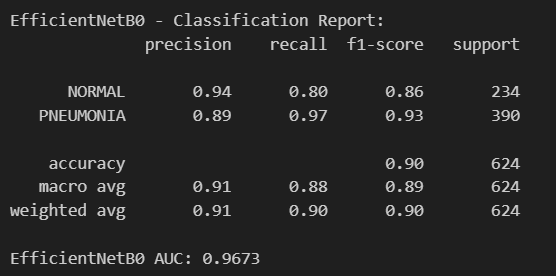 EfficientNetB0 - Classification Report:
              precision    recall  f1-score   support

      NORMAL       0.94      0.80      0.86       234
   PNEUMONIA       0.89      0.97      0.93       390

    accuracy                           0.90       624
   macro avg       0.91      0.88      0.89       624
weighted avg       0.91      0.90      0.90       624

EfficientNetB0 AUC: 0.9673